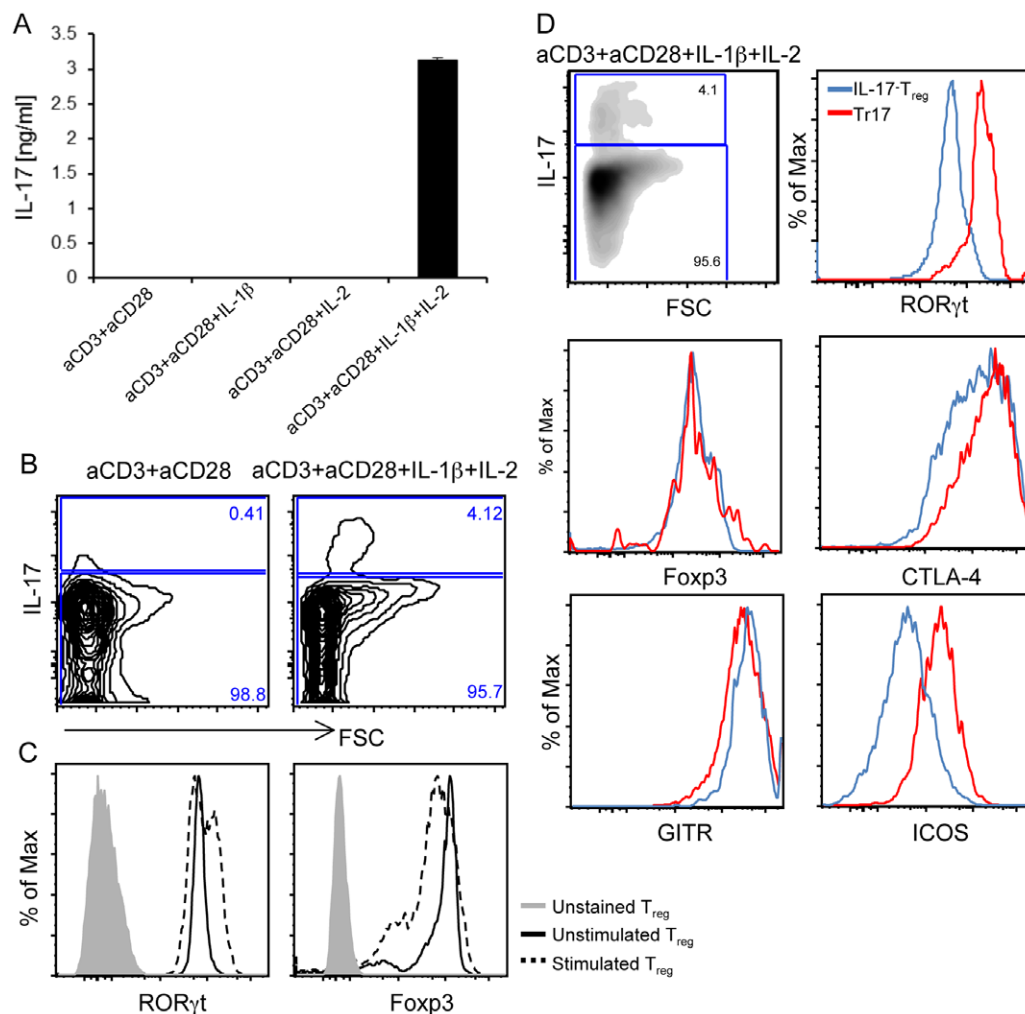 A
IL-17 [ng/ml]
3.5
3
2.5
2
1.5
1
0.5
0
aCD3+aCD28
aCD3+aCD28+IL-1β
aCD3+aCD28+IL-2
aCD3+aCD28+IL-1β+IL-2
B
aCD3+aCD28
aCD3+aCD28+IL-1β+IL-2
IL-17
0.41
98.8
4.12
95.7
FSC
C
% of Max
RORγt
Foxp3
Unstained Treg
Unstimulated Treg
Stimulated Treg
D
aCD3+aCD28+IL-1β+IL-2
IL-17
4.1
95.6
FSC
% of Max
IL-17-Treg
Tr17
RORγt
% of Max
Foxp3
CTLA-4
% of Max
GITR
ICOS